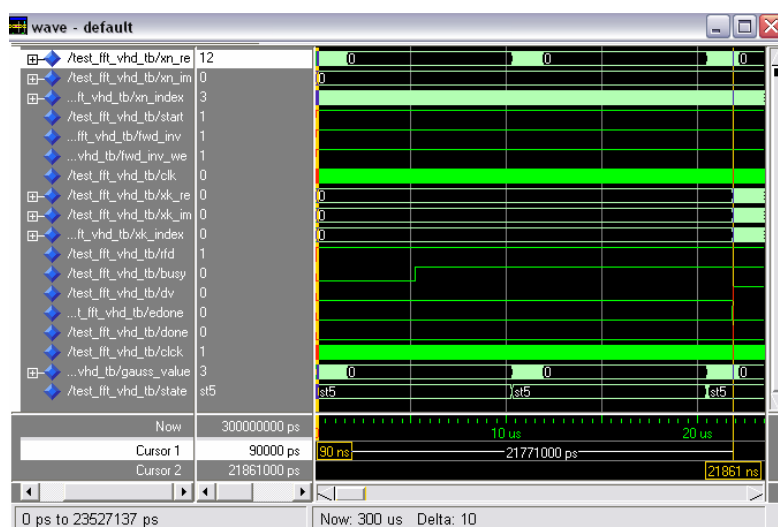 wave - default
/test_fft_vhd_tb/xn_re 12 0 0 0
/test_fft_vhd_tb/xn_im 0 0
...ft_vhd_tb/xn_index 3
/test_fft_vhd_tb/start 1
...fft_vhd_tb/fwd_inv 1
...vhd_tb/fwd_inv_we 1
/test_fft_vhd_tb/clk 0
/test_fft_vhd_tb/xk_re 0 0
/test_fft_vhd_tb/xk_im 0 0
...ft_vhd_tb/xk_index 0 0
/test_fft_vhd_tb/rfd 1
/test_fft_vhd_tb/busy 0
/test_fft_vhd_tb/dv 0
...t_fft_vhd_tb/edone 0
/test_fft_vhd_tb/done 0
/test_fft_vhd_tb/clck 1
...vhd_tb/gauss_value 3 0 0 0
/test_fft_vhd_tb/state st5 st5 st5 st5
Now 300000000 ps 10 us 20 us
Cursor 1 90000 ps 90 ns 21771000 ps
Cursor 2 21861000 ps 21861 ns
0 ps to 23527137 ps Now: 300 us Delta: 10